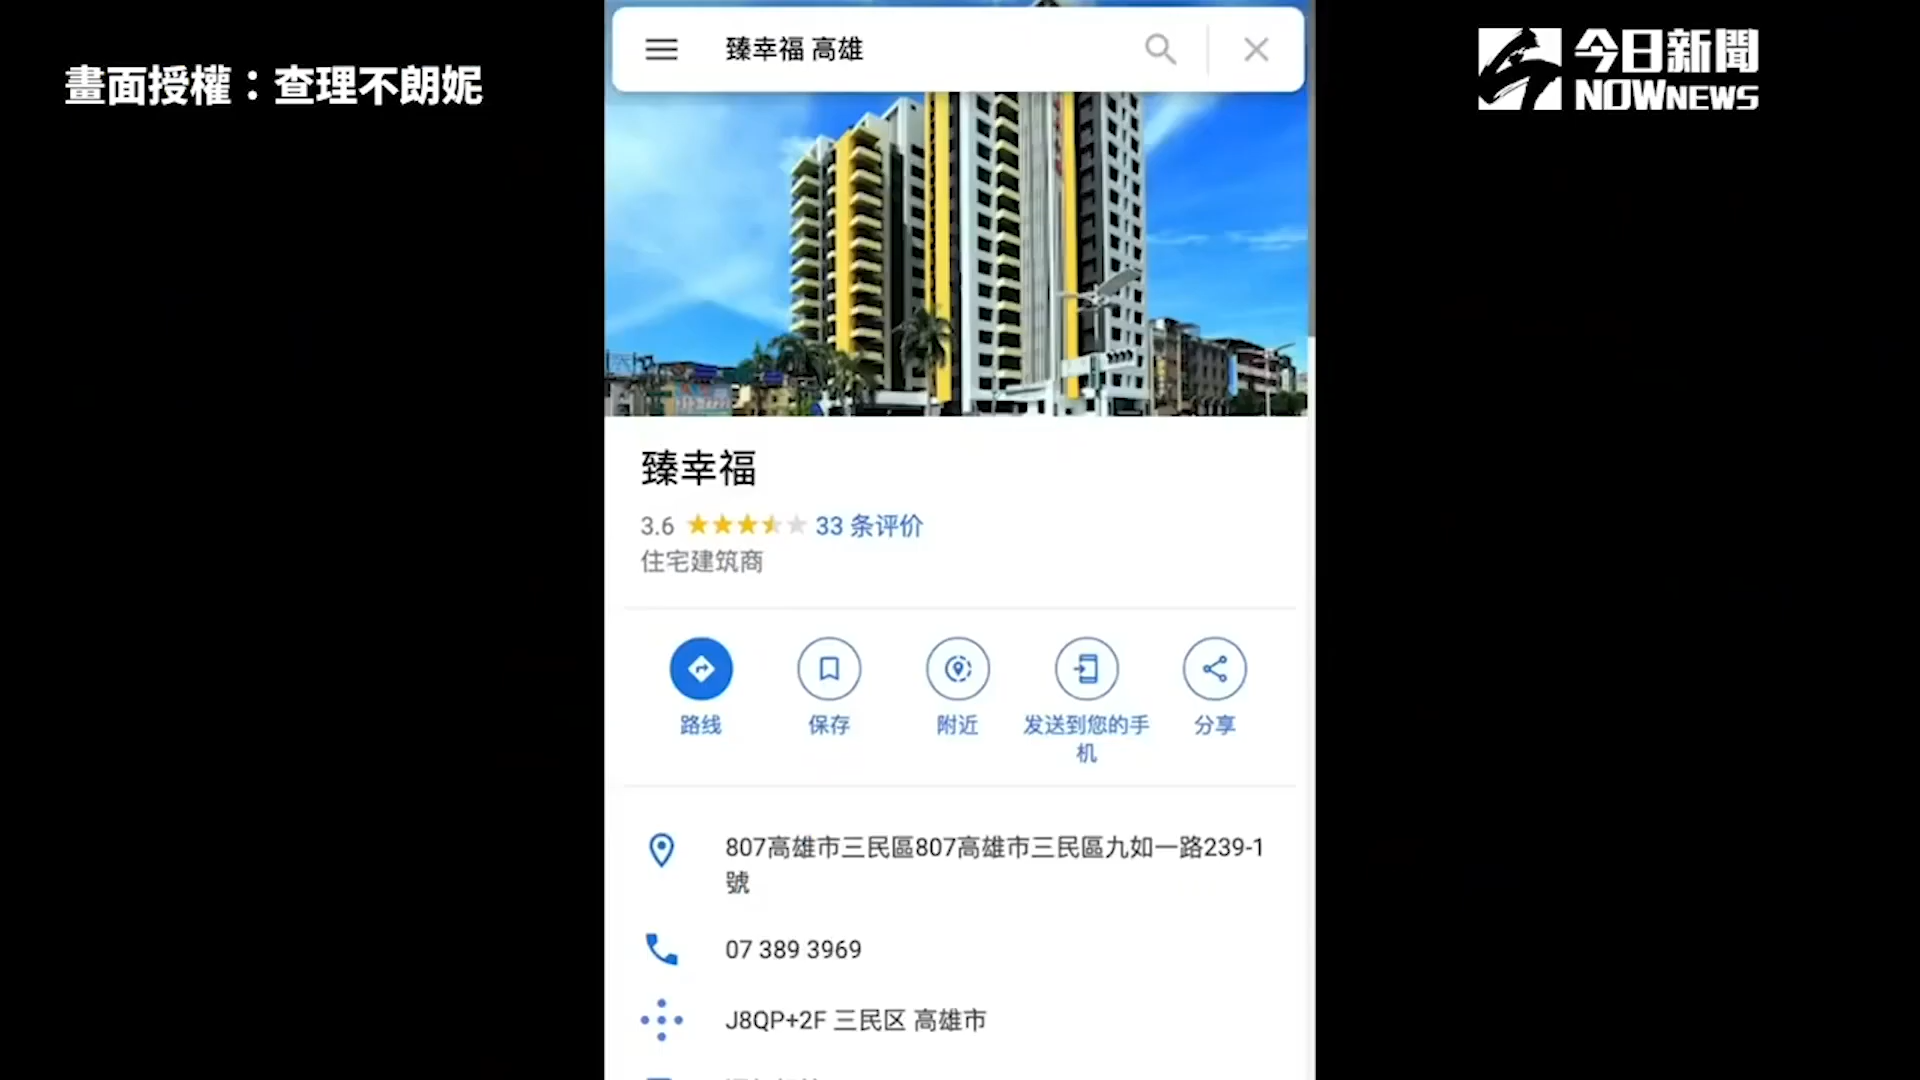 畫面授權：查理不朗妮
今日新聞
NOWNEWS
臻幸福 高雄
臻幸福
3.6 33 条评价
住宅建筑商
路线
保存
附近
发送到您的手
机
分享
807高雄市三民區807高雄市三民區九如一路239-1
號
07 389 3969
J8QP+2F 三民区 高雄市